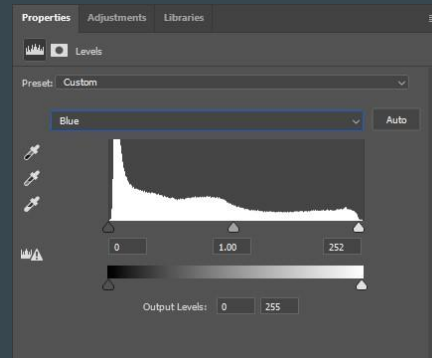 Properties Adjustments Libraries
Levels
Preset: Custom
Blue Auto
0 1.00 252
Output Levels: 0 255